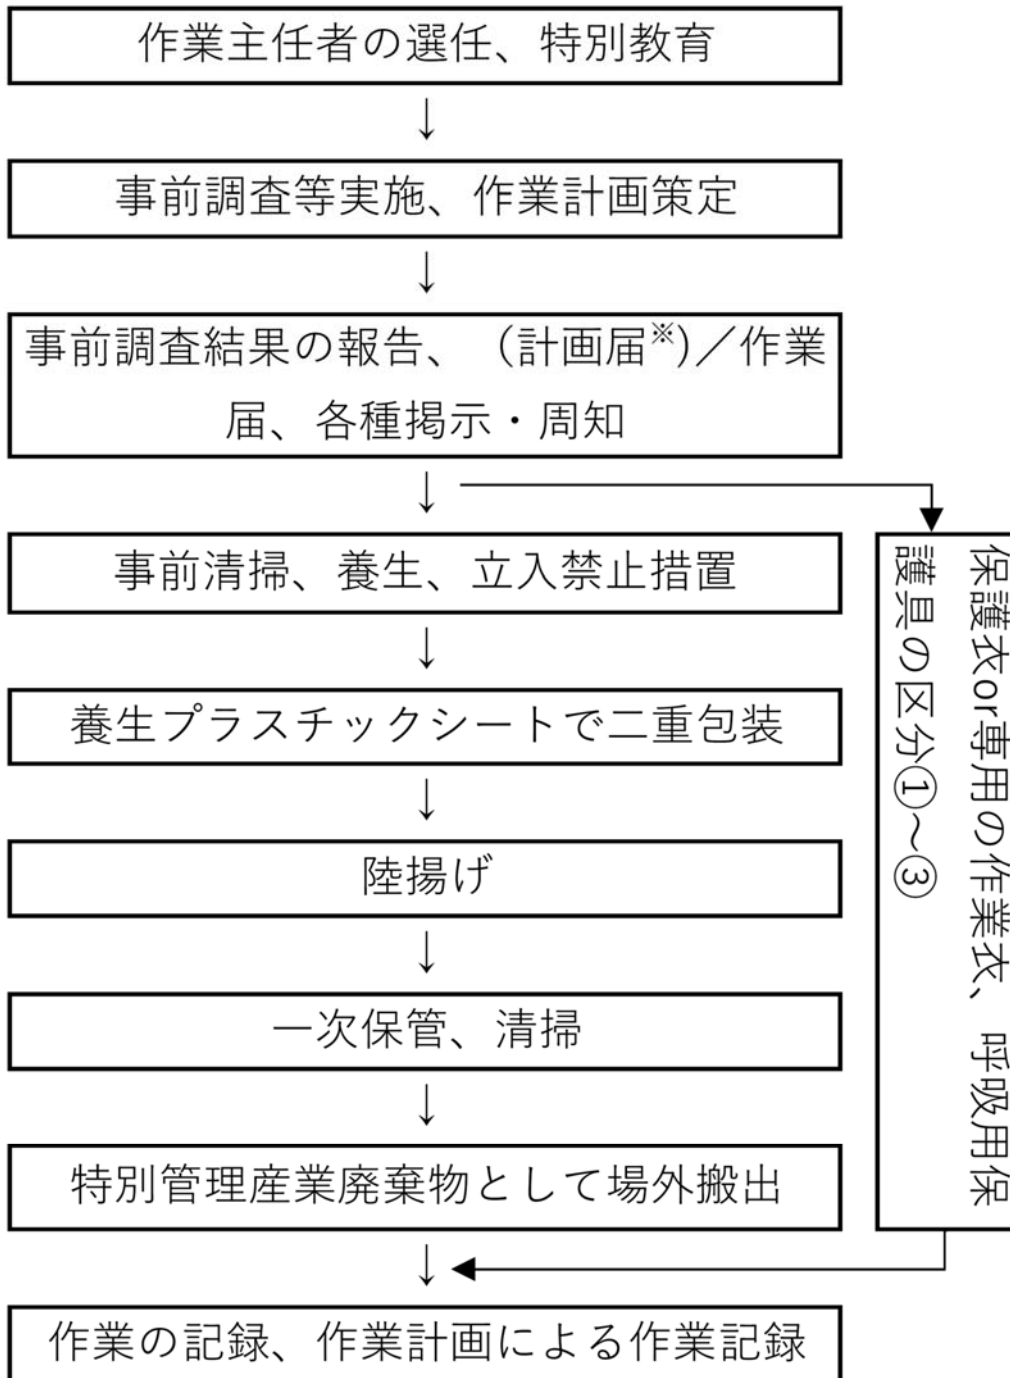 作業主任者の選任、特別教育
↓
事前調査等実施、作業計画策定
↓
事前調査結果の報告、（計画届※)／作業
届、各種掲示・周知
↓
事前清掃、養生、立入禁止措置
↓
養生プラスチックシートで二重包装
↓
陸揚げ
↓
一次保管、清掃
↓
特別管理産業廃棄物として場外搬出
↓
作業の記録、作業計画による作業記録
保護衣or専用の作業衣、呼吸用保
護具の区分①〜③